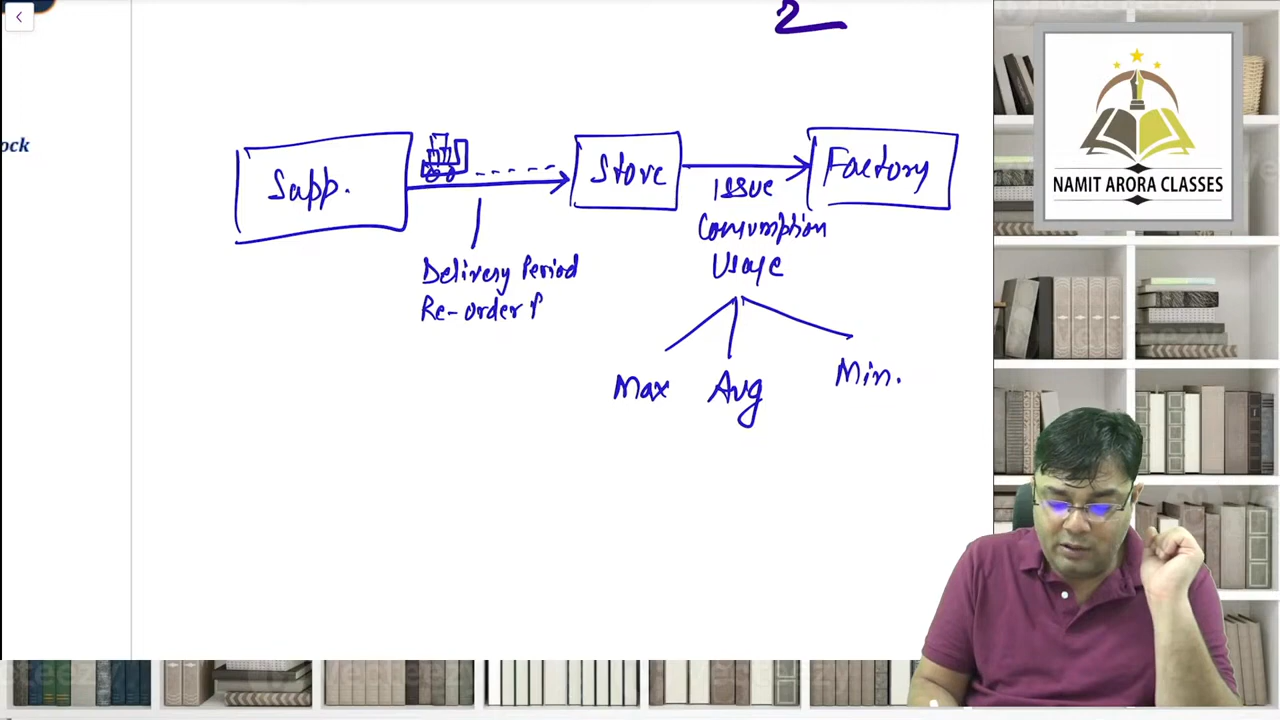 2
ock
Supp.
Store
Factory
Issue
Consumption
Usage
Delivery Period
Re-order P
Max
Avg
Min.
NAMIT ARORA CLASSES